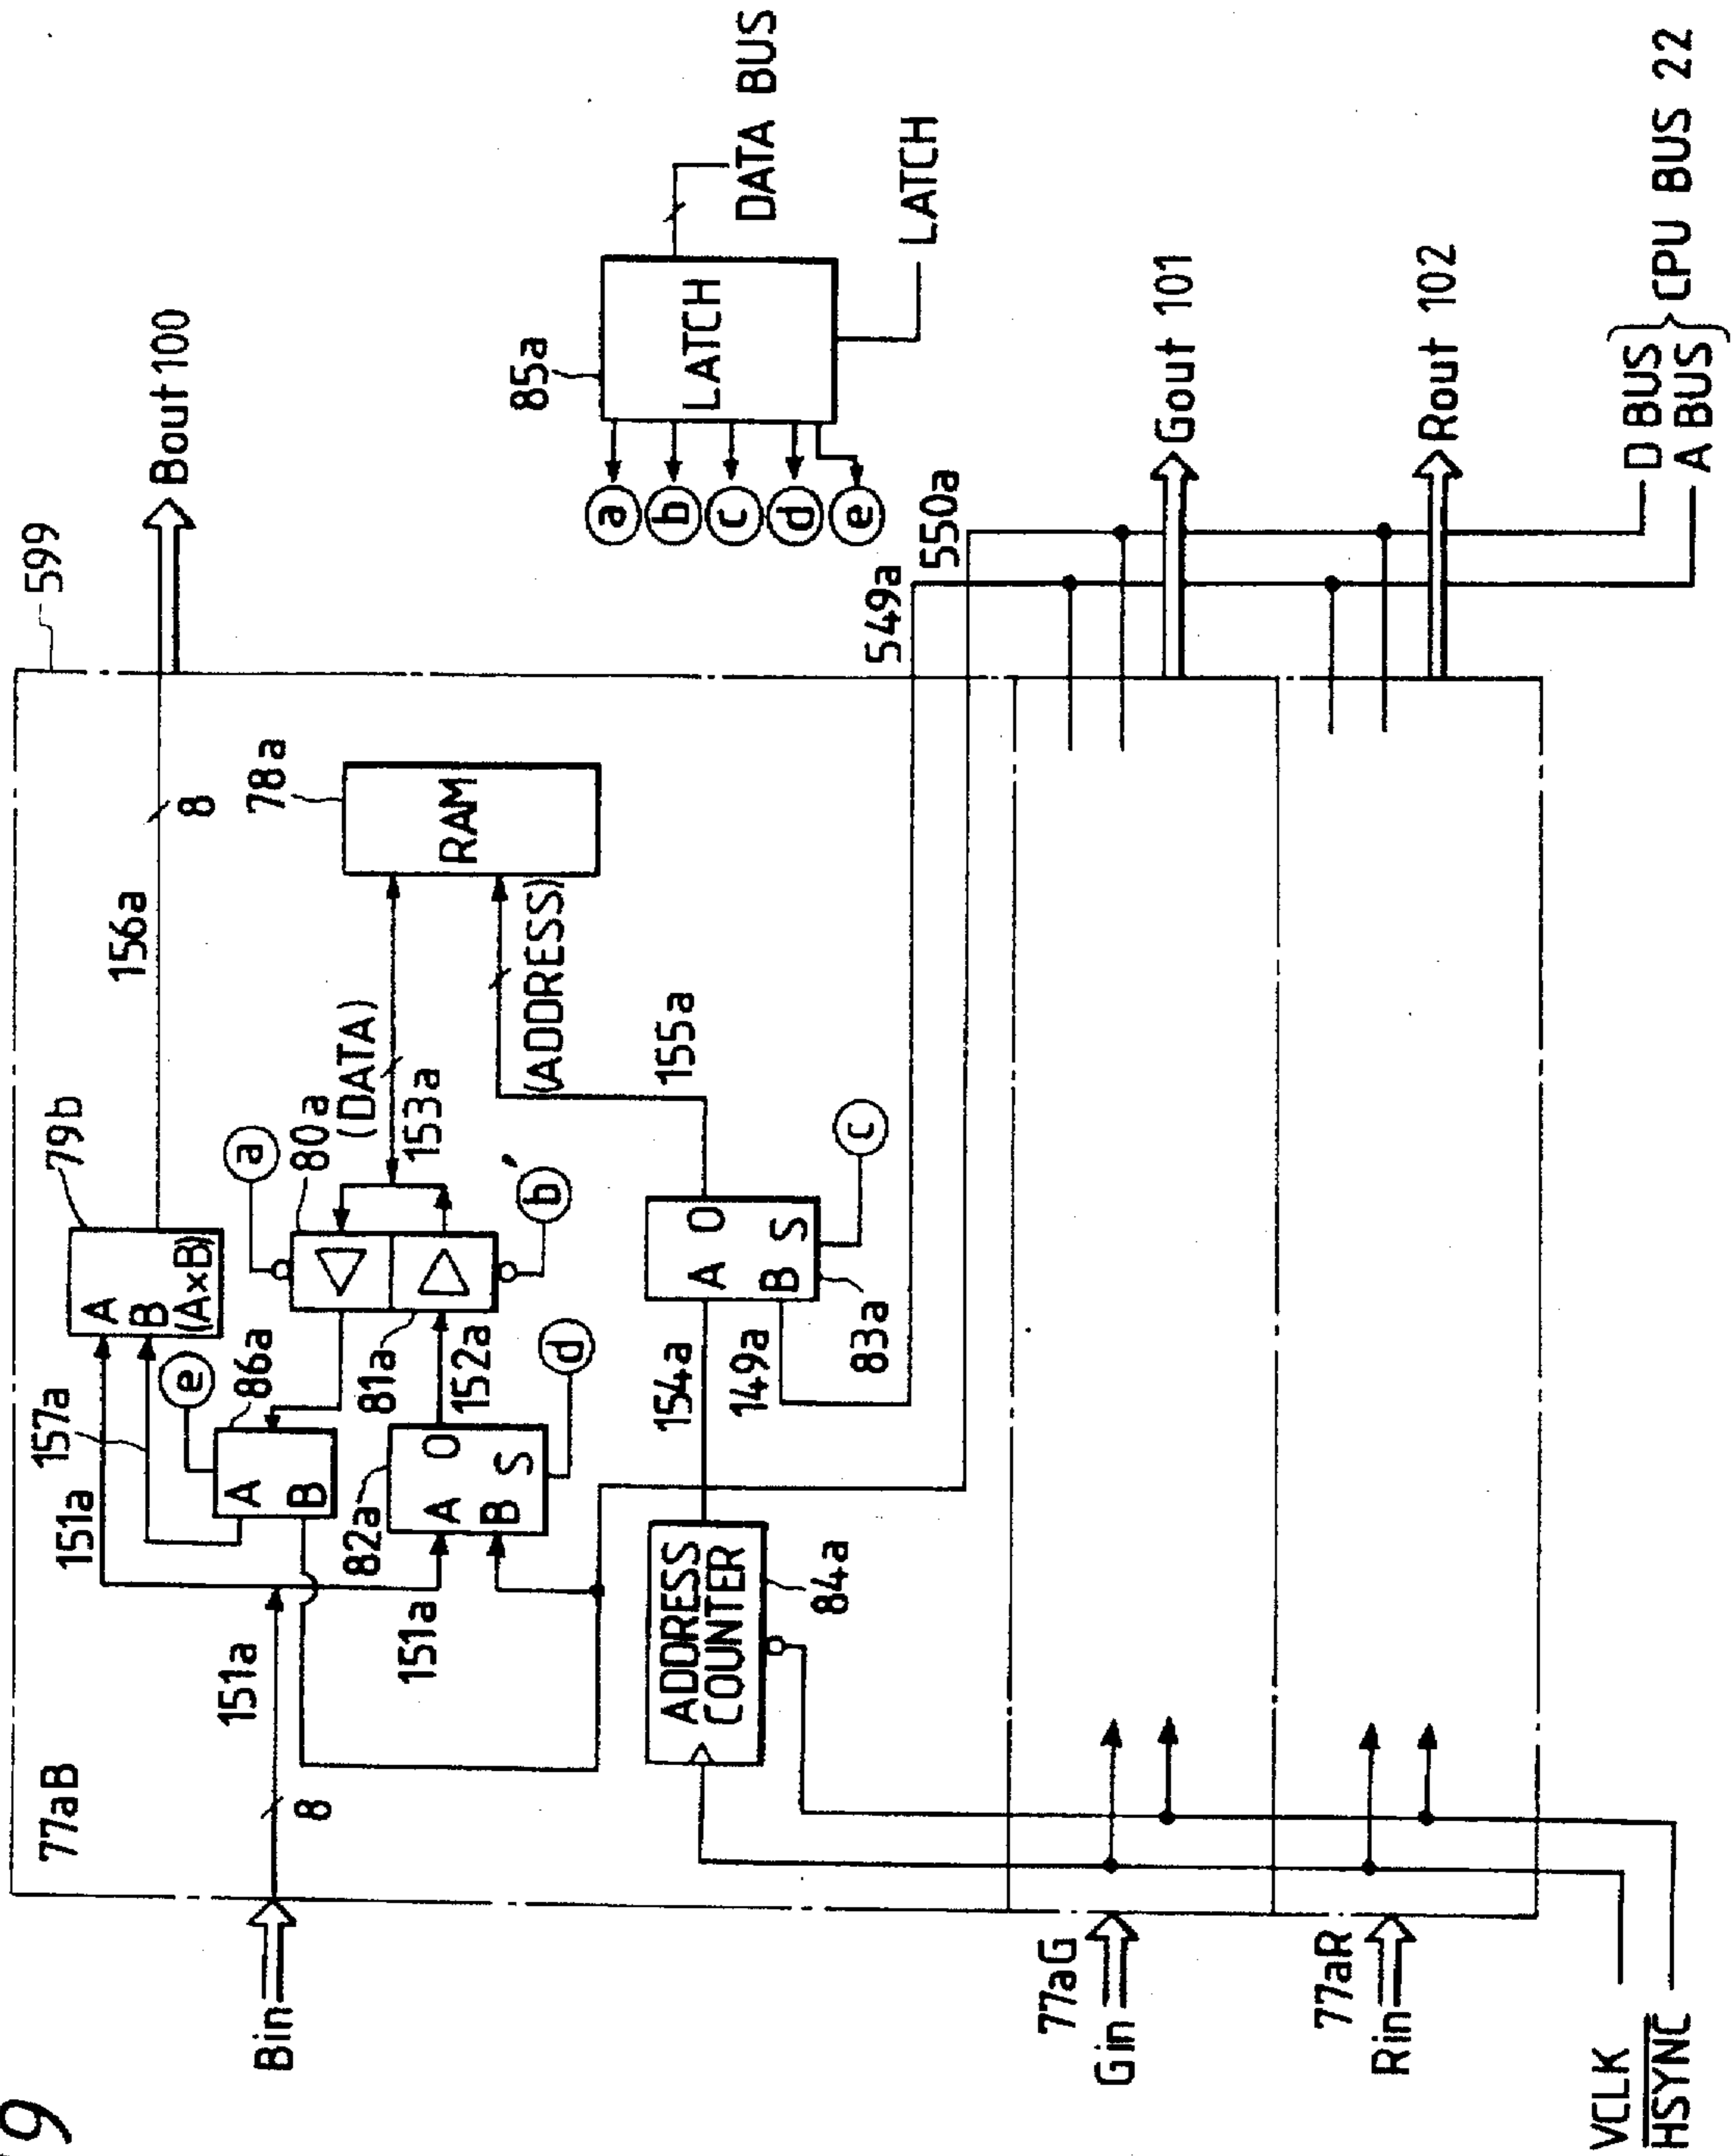 9
599
77aB
Bin
8
151a
151a
157a
79b
A
B
(A×B)
156a
8
Bout 100
e
86a
A
B
a
80a
(DATA)
153a
78a
RAM
(ADDRESS)
82a
151a
A
O
B
S
81a
152a
b'
d
155a
ADDRESS
COUNTER
84a
154a
149a
A
O
B
S
83a
c
85a
LATCH
a
b
c
d
e
DATA BUS
LATCH
549a
550a
77aG
Gin
Gout 101
77aR
Rin
Rout 102
VCLK
HSYNC
D BUS
A BUS
CPU BUS 22